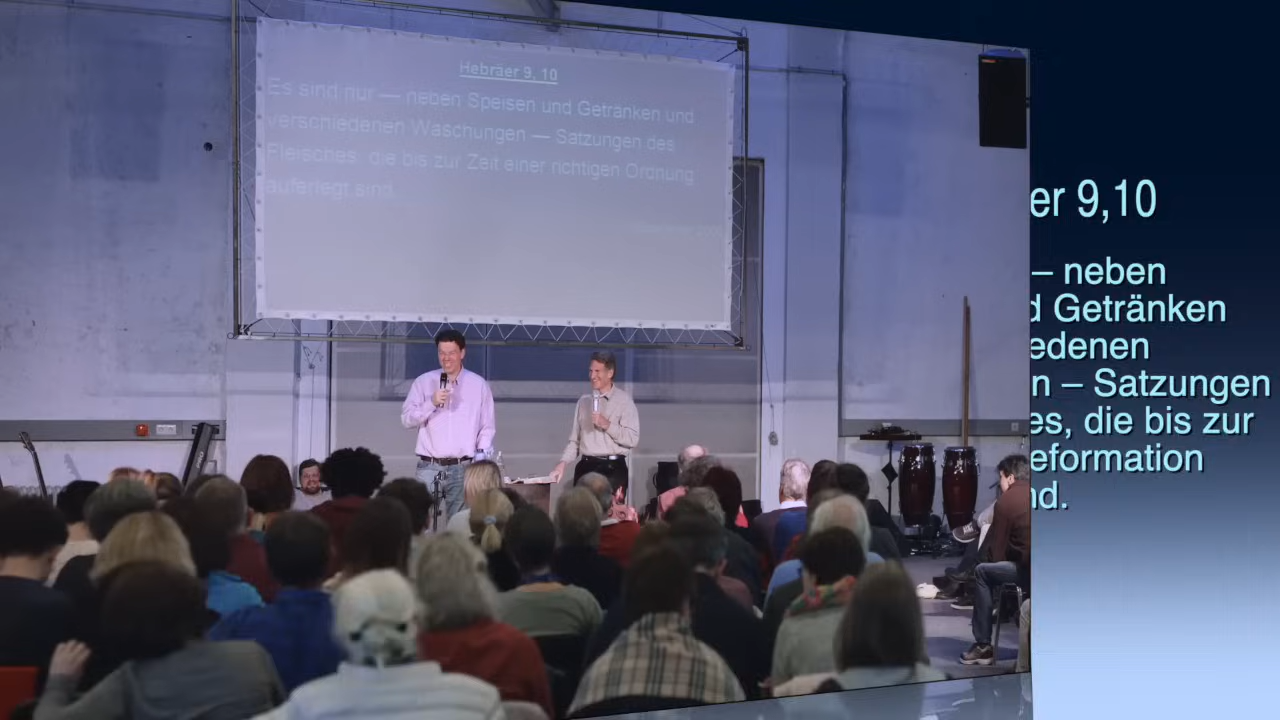 Hebräer 9, 10
Es sind nur — neben Speisen und Getränken und
verschiedenen Waschungen — Satzungen des
Fleisches, die bis zur Zeit einer richtigen Ordnung
auferlegt sind.
er 9,10
– neben
d Getränken
edenen
n – Satzungen
es, die bis zur
eformation
nd.